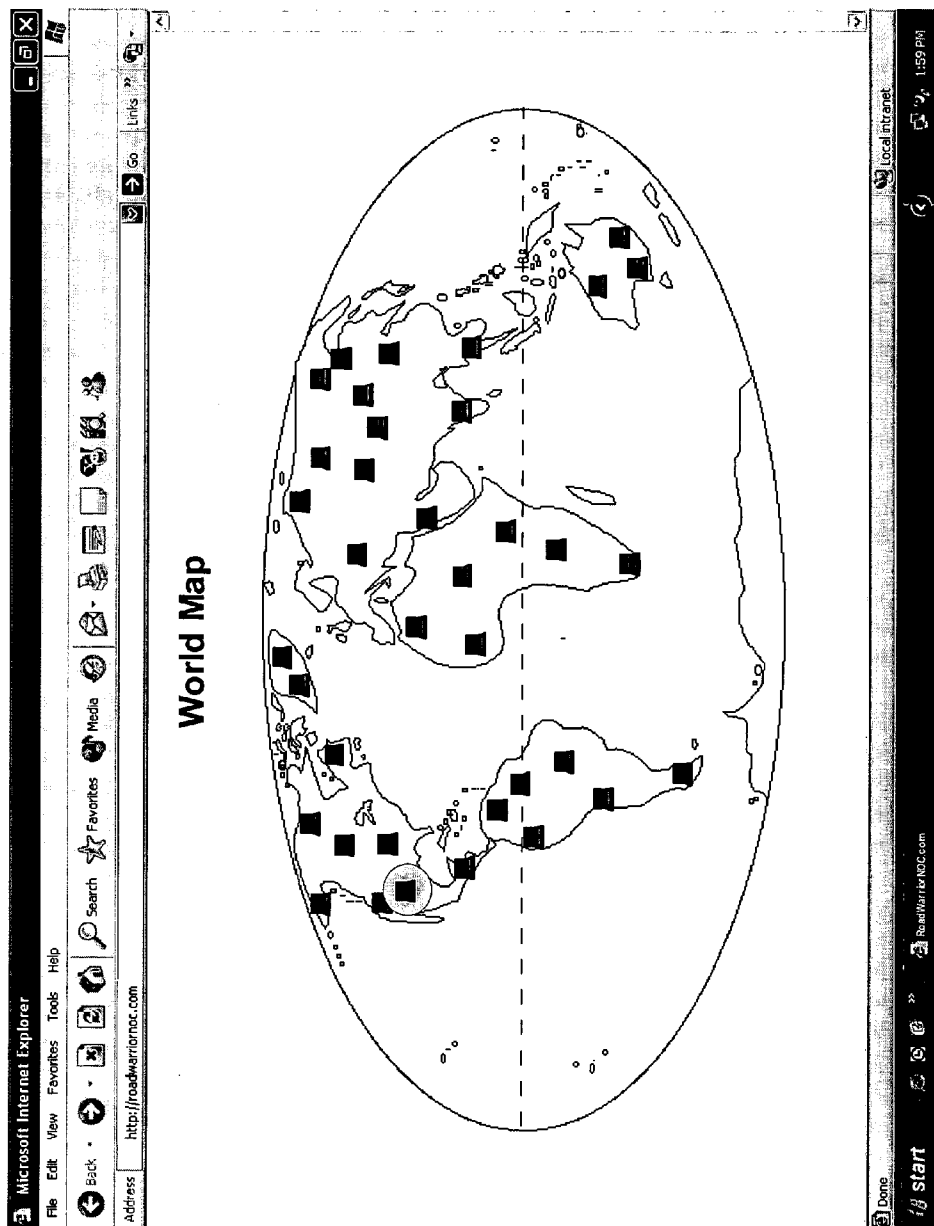 Microsoft Internet Explorer
File Edit View Favorites Tools Help
Back Search Favorites Media
Address http://roadwarriornoc.com Go Links »
World Map
Done Local intranet
start » RoadWarriorNOC.com 1:59 PM